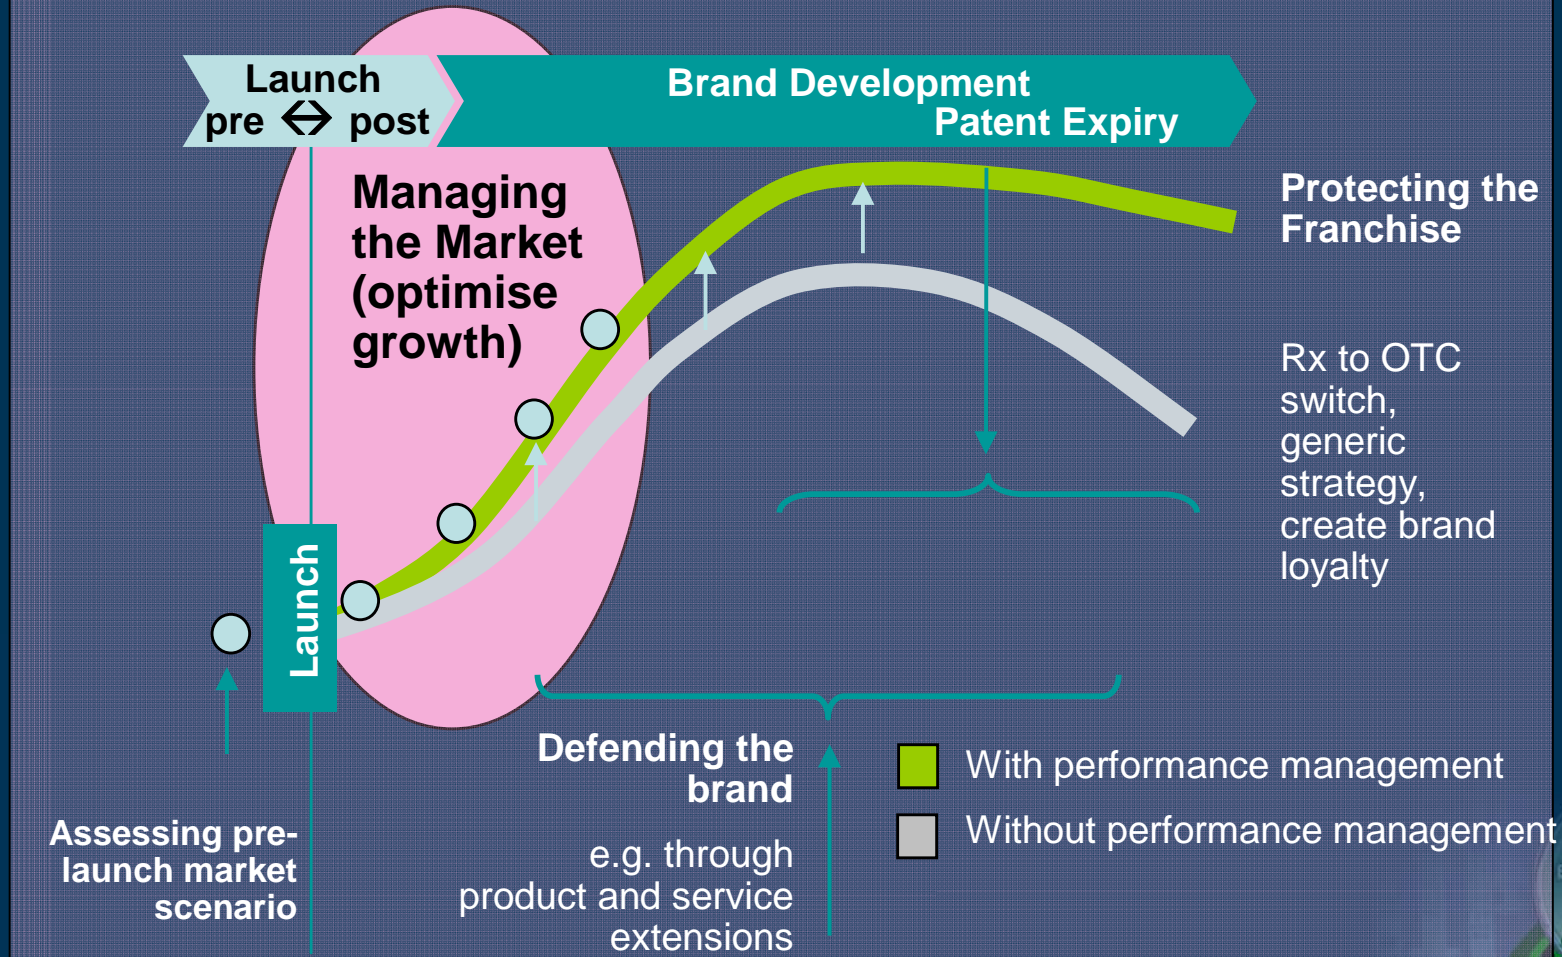 Launch
pre ↔ post
Brand Development
Patent Expiry
Managing
the Market
(optimise
growth)
Protecting the
Franchise
Rx to OTC
switch,
generic
strategy,
create brand
loyalty
Launch
Defending the
brand
e.g. through
product and service
extensions
With performance management
Without performance management
Assessing pre-
launch market
scenario